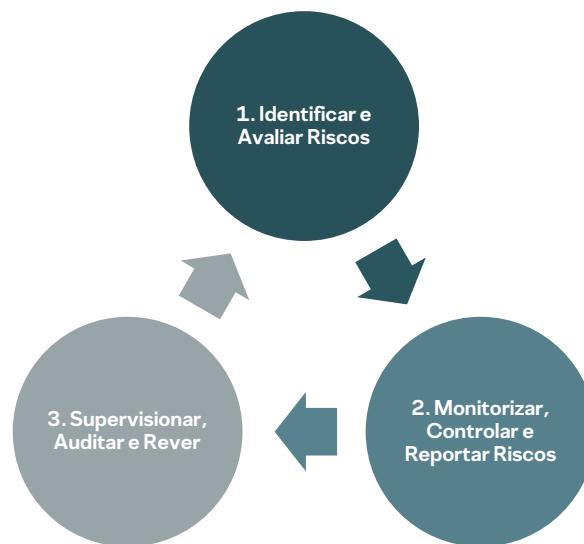 1. Identificar e
Avaliar Riscos
2. Monitorizar,
Controlar e
Reportar Riscos
3. Supervisionar,
Auditar e Rever